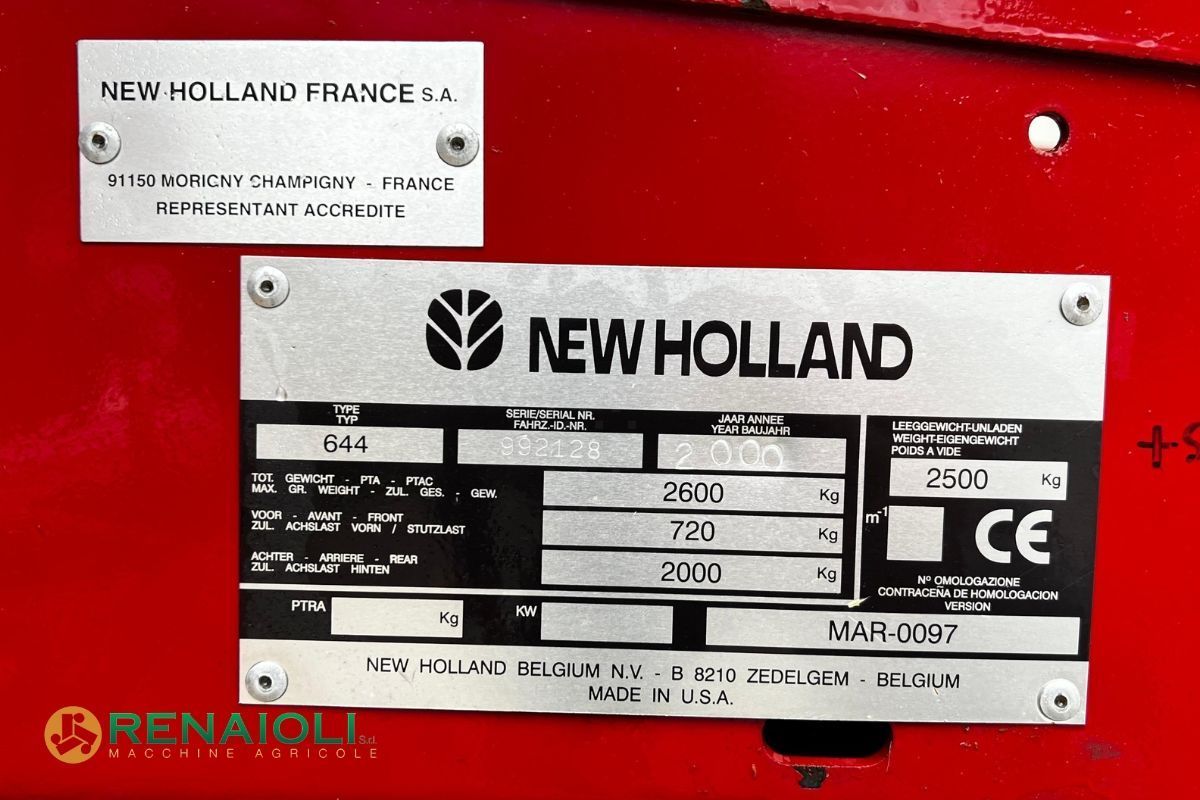 NEW HOLLAND FRANCE S.A.
91150 MORIGNY CHAMPIGNY - FRANCE
REPRESENTANT ACCREDITE
NEW HOLLAND
TYPE
TYP
644
SERIE/SERIAL NR.
FAHRZ.-ID.-NR.
992128
JAAR ANNEE
YEAR BAUJAHR
2000
LEEGGEWICHT-UNLADEN
WEIGHT-EIGENGEWICHT
POIDS A VIDE
2500 Kg
TOT. GEWICHT - PTA - PTAC
MAX. GR. WEIGHT - ZUL. GES. - GEW.
2600 Kg
VOOR - AVANT - FRONT
ZUL. ACHSLAST VORN / STUTZLAST
720 Kg
ACHTER - ARRIERE - REAR
ZUL. ACHSLAST HINTEN
2000 Kg
m-1
CE
Nº OMOLOGAZIONE
CONTRACEÑA DE HOMOLOGACION
VERSION
PTRA Kg
KW
MAR-0097
NEW HOLLAND BELGIUM N.V. - B 8210 ZEDELGEM - BELGIUM
MADE IN U.S.A.
RENAIOLI S.r.l.
MACCHINE AGRICOLE